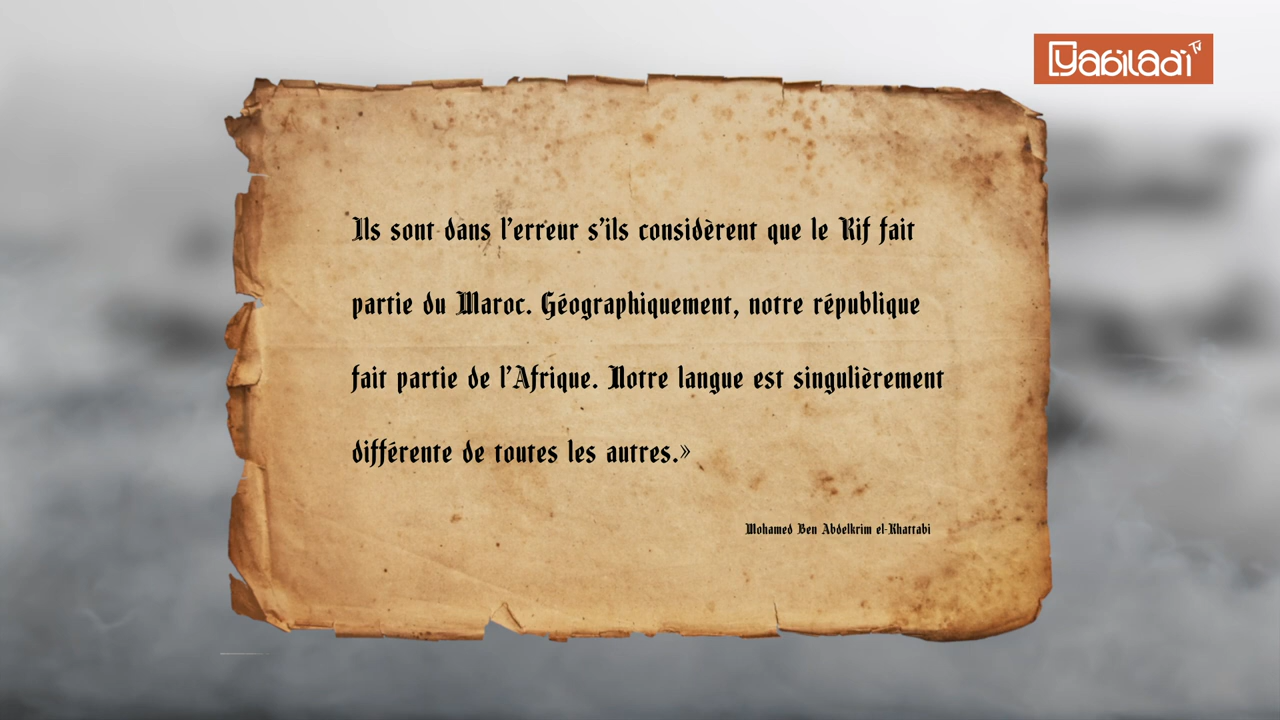 Yabiladi TV
Ils sont dans l'erreur s'ils considèrent que le Rif fait
partie du Maroc. Géographiquement, notre république
fait partie de l'Afrique. Notre langue est singulièrement
différente de toutes les autres.»
Mohamed Ben Abdelkrim el-Khattabi